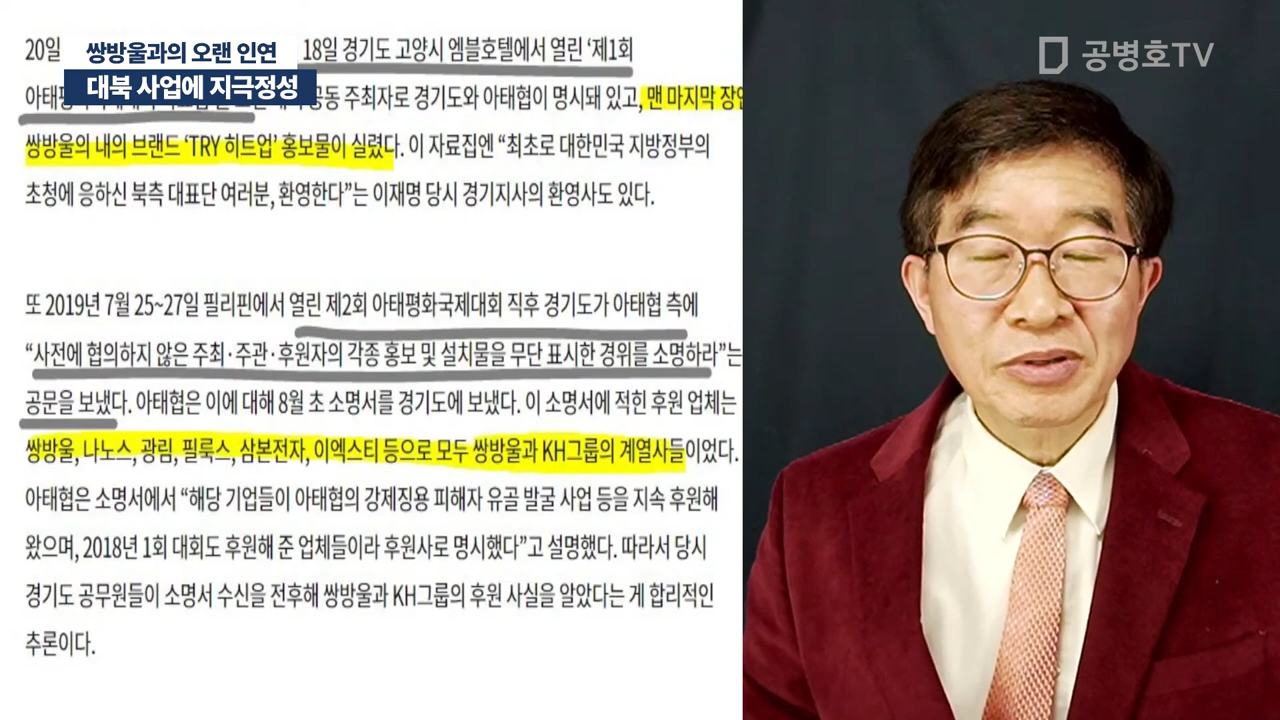 쌍방울과의 오랜 인연
대북 사업에 지극정성
공병호TV
20일 18일 경기도 고양시 엠블호텔에서 열린 ‘제1회
공동 주최자로 경기도와 아태협이 명시돼 있고, 맨 마지막
쌍방울의 내의 브랜드 ‘TRY 히트업’ 홍보물이 실렸다. 이 자료집엔 “최초로 대한민국 지방정부의
초청에 응하신 북측 대표단 여러분, 환영한다”는 이재명 당시 경기지사의 환영사도 있다.
또 2019년 7월 25~27일 필리핀에서 열린 제2회 아태평화국제대회 직후 경기도가 아태협 측에
“사전에 협의하지 않은 주최·주관·후원자의 각종 홍보 및 설치물을 무단 표시한 경위를 소명하라”는
공문을 보냈다. 아태협은 이에 대해 8월 초 소명서를 경기도에 보냈다. 이 소명서에 적힌 후원 업체는
쌍방울, 나노스, 광림, 필룩스, 삼본전자, 이엑스티 등으로 모두 쌍방울과 KH그룹의 계열사들이었다.
아태협은 소명서에서 “해당 기업들이 아태협의 강제징용 피해자 유골 발굴 사업 등을 지속 후원해
왔으며, 2018년 1회 대회도 후원해 준 업체들이라 후원사로 명시했다”고 설명했다. 따라서 당시
경기도 공무원들이 소명서 수신을 전후해 쌍방울과 KH그룹의 후원 사실을 알았다는 게 합리적인
추론이다.